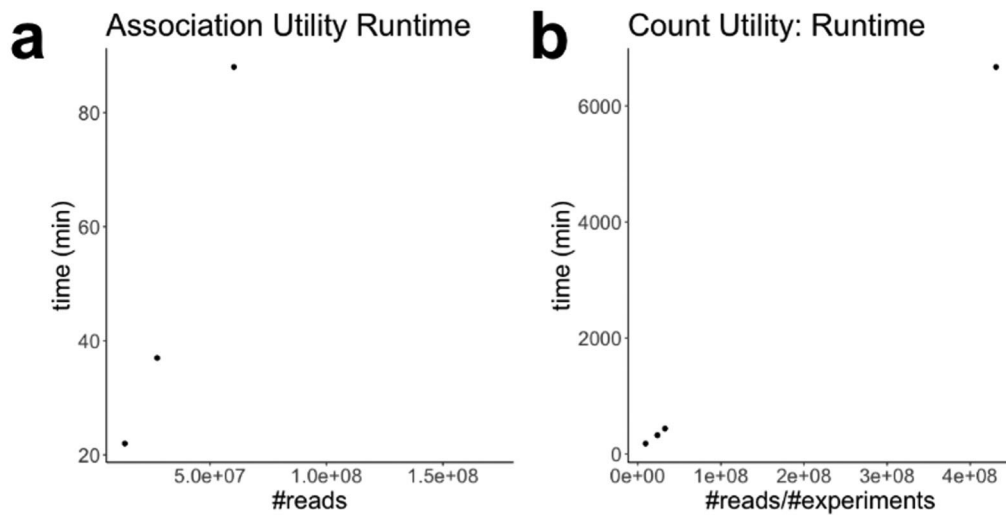 a Association Utility Runtime
80
60
40
20
time (min)
5.0e+07 1.0e+08 1.5e+08
#reads
b Count Utility: Runtime
6000
4000
2000
0
time (min)
0e+00 1e+08 2e+08 3e+08 4e+08
#reads/#experiments